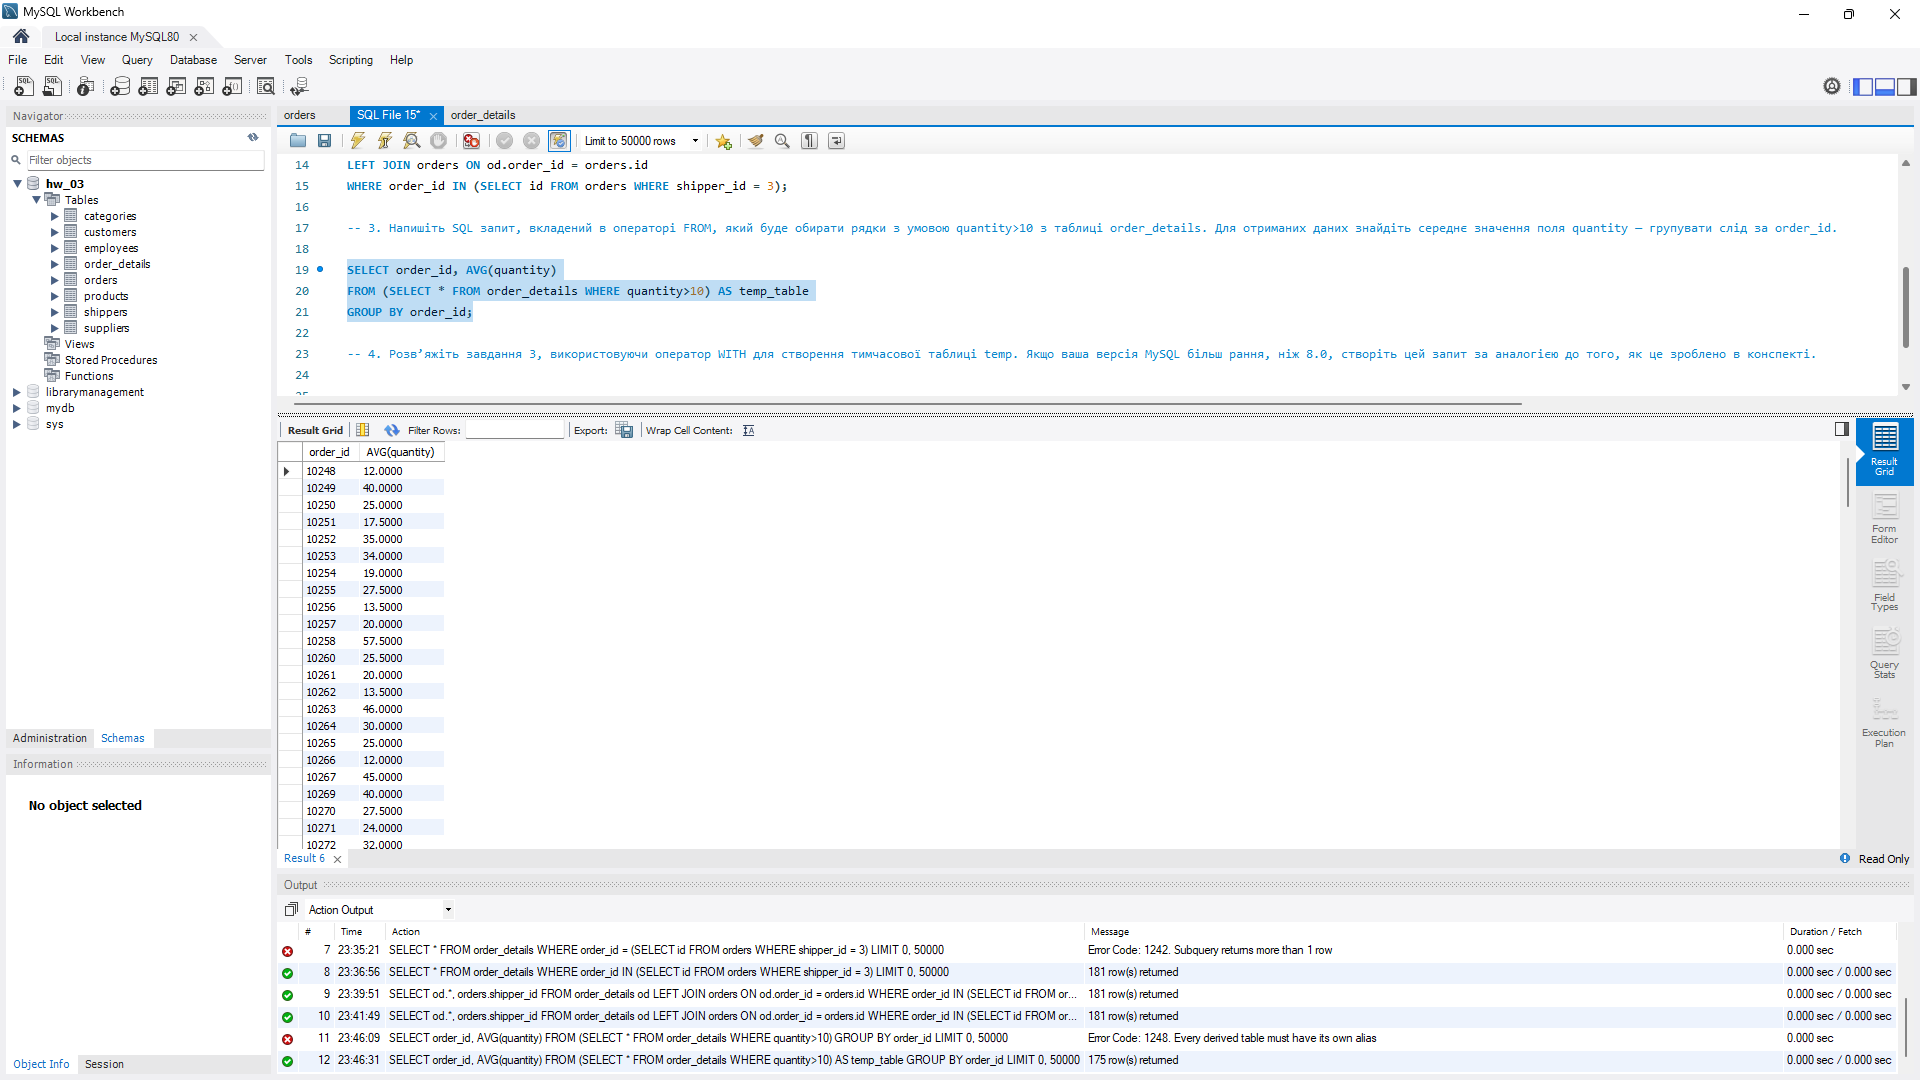 MySQL Workbench
Local instance MySQL80
File Edit View Query Database Server Tools Scripting Help
Navigator
SCHEMAS
Filter objects
hw_03
Tables
categories
customers
employees
order_details
orders
products
shippers
suppliers
Views
Stored Procedures
Functions
librarymanagement
mydb
sys
Administration Schemas
Information
No object selected
Object Info Session
orders SQL File 15* order_details
Limit to 50000 rows
14 LEFT JOIN orders ON od.order_id = orders.id
15 WHERE order_id IN (SELECT id FROM orders WHERE shipper_id = 3);
16
17 -- 3. Напишіть SQL запит, вкладений в операторі FROM, який буде обирати рядки з умовою quantity>10 з таблиці order_details. Для отриманих даних знайдіть середнє значення поля quantity — групувати слід за order_id.
18
19 SELECT order_id, AVG(quantity)
20 FROM (SELECT * FROM order_details WHERE quantity>10) AS temp_table
21 GROUP BY order_id;
22
23 -- 4. Розв’яжіть завдання 3, використовуючи оператор WITH для створення тимчасової таблиці temp. Якщо ваша версія MySQL більш рання, ніж 8.0, створіть цей запит за аналогією до того, як це зроблено в конспекті.
24
Result Grid Filter Rows: Export: Wrap Cell Content:
order_id AVG(quantity)
10248 12.0000
10249 40.0000
10250 25.0000
10251 17.5000
10252 35.0000
10253 34.0000
10254 19.0000
10255 27.5000
10256 13.5000
10257 20.0000
10258 57.5000
10260 25.5000
10261 20.0000
10262 13.5000
10263 46.0000
10264 30.0000
10265 25.0000
10266 12.0000
10267 45.0000
10269 40.0000
10270 27.5000
10271 24.0000
10272 32.0000
Result Grid
Form Editor
Field Types
Query Stats
Execution Plan
Result 6 Read Only
Output
Action Output
# Time Action Message Duration / Fetch
7 23:35:21 SELECT * FROM order_details WHERE order_id = (SELECT id FROM orders WHERE shipper_id = 3) LIMIT 0, 50000 Error Code: 1242. Subquery returns more than 1 row 0.000 sec
8 23:36:56 SELECT * FROM order_details WHERE order_id IN (SELECT id FROM orders WHERE shipper_id = 3) LIMIT 0, 50000 181 row(s) returned 0.000 sec / 0.000 sec
9 23:39:51 SELECT od.*, orders.shipper_id FROM order_details od LEFT JOIN orders ON od.order_id = orders.id WHERE order_id IN (SELECT id FROM or... 181 row(s) returned 0.000 sec / 0.000 sec
10 23:41:49 SELECT od.*, orders.shipper_id FROM order_details od LEFT JOIN orders ON od.order_id = orders.id WHERE order_id IN (SELECT id FROM or... 181 row(s) returned 0.000 sec / 0.000 sec
11 23:46:09 SELECT order_id, AVG(quantity) FROM (SELECT * FROM order_details WHERE quantity>10) GROUP BY order_id LIMIT 0, 50000 Error Code: 1248. Every derived table must have its own alias 0.000 sec
12 23:46:31 SELECT order_id, AVG(quantity) FROM (SELECT * FROM order_details WHERE quantity>10) AS temp_table GROUP BY order_id LIMIT 0, 50000 175 row(s) returned 0.000 sec / 0.000 sec